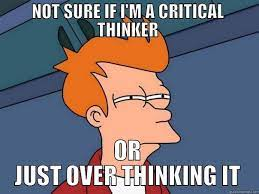 NOT SURE IF I'M A CRITICAL
THINKER
OR
JUST OVER THINKING IT